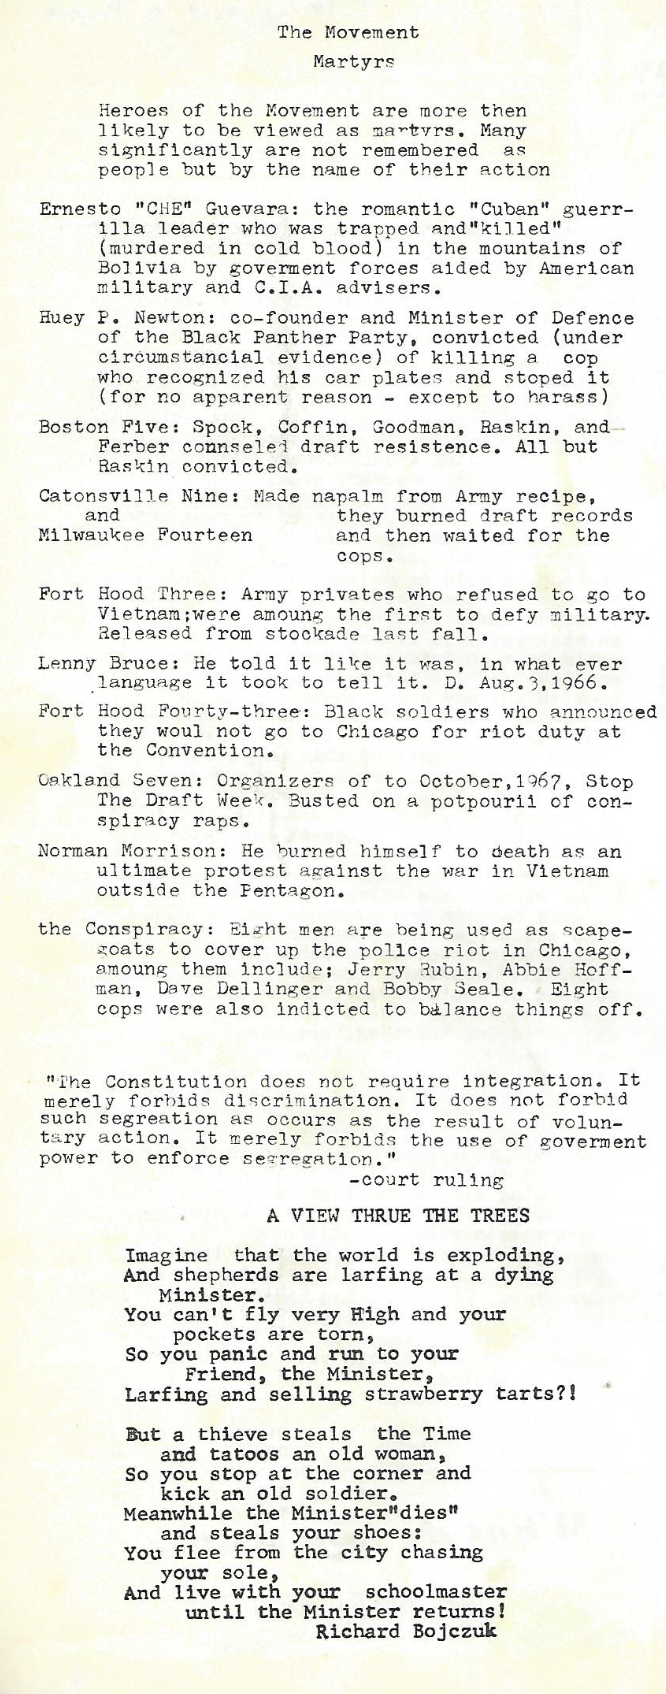 The Movement
Martyrs
Heroes of the Movement are more then
likely to be viewed as martyrs. Many
significantly are not remembered as
people but by the name of their action
Ernesto "CHE" Guevara: the romantic "Cuban" guerr-
illa leader who was trapped and"killed"
(murdered in cold blood) in the mountains of
Bolivia by goverment forces aided by American
military and C.I.A. advisers.
Huey P. Newton: co-founder and Minister of Defence
of the Black Panther Party, convicted (under
circumstancial evidence) of killing a cop
who recognized his car plates and stoped it
(for no apparent reason - except to harass)
Boston Five: Spock, Coffin, Goodman, Raskin, and
Ferber connseled draft resistence. All but
Raskin convicted.
Catonsville Nine: Made napalm from Army recipe,
and they burned draft records
Milwaukee Fourteen and then waited for the
cops.
Fort Hood Three: Army privates who refused to go to
Vietnam;were amoung the first to defy military.
Released from stockade last fall.
Lenny Bruce: He told it like it was, in what ever
language it took to tell it. D. Aug.3,1966.
Fort Hood Fourty-three: Black soldiers who announced
they woul not go to Chicago for riot duty at
the Convention.
Oakland Seven: Organizers of to October,1967, Stop
The Draft Week. Busted on a potpourii of con-
spiracy raps.
Norman Morrison: He burned himself to death as an
ultimate protest against the war in Vietnam
outside the Pentagon.
the Conspiracy: Eight men are being used as scape-
goats to cover up the police riot in Chicago,
amoung them include; Jerry Rubin, Abbie Hoff-
man, Dave Dellinger and Bobby Seale. Eight
cops were also indicted to balance things off.
"The Constitution does not require integration. It
merely forbids discrimination. It does not forbid
such segreation as occurs as the result of volun-
tary action. It merely forbids the use of goverment
power to enforce segregation."
-court ruling
A VIEW THRUE THE TREES
Imagine that the world is exploding,
And shepherds are larfing at a dying
Minister.
You can't fly very High and your
pockets are torn,
So you panic and run to your
Friend, the Minister,
Larfing and selling strawberry tarts?!
But a thieve steals the Time
and tatoos an old woman,
So you stop at the corner and
kick an old soldier.
Meanwhile the Minister"dies"
and steals your shoes:
You flee from the city chasing
your sole,
And live with your schoolmaster
until the Minister returns!
Richard Bojczuk